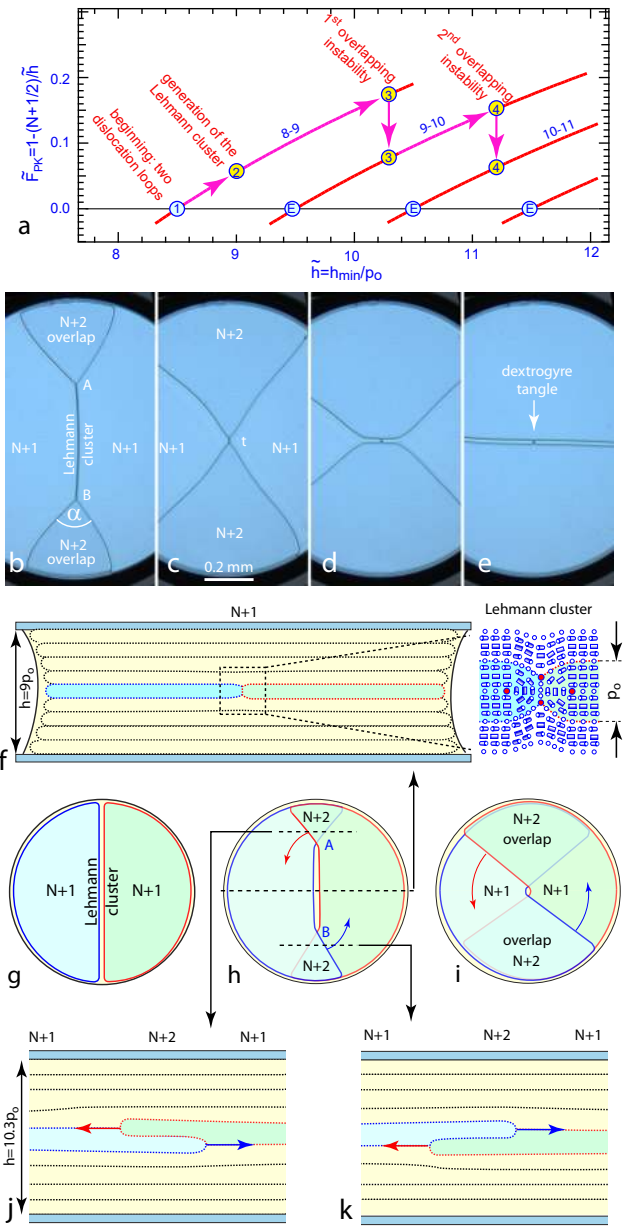 F̃PK=1-(N+1/2)/h̃
0.2
0.1
0.0
beginning: two
dislocation loops
generation of the
Lehmann cluster
1st overlapping
instability
2nd overlapping
instability
8-9
9-10
10-11
1
2
3
3
4
4
E
E
E
8
9
10
11
12
h̃=hmin/po
a
N+2
overlap
A
N+1
Lehmann
cluster
N+1
B
α
N+2
overlap
b
N+2
N+1
t
N+1
N+2
c
0.2 mm
d
dextrogyre
tangle
e
N+1
h=9po
f
Lehmann cluster
po
N+1
Lehmann
cluster
N+1
g
N+2
A
B
N+2
h
N+2
overlap
N+1
N+1
overlap
N+2
i
N+1
N+2
N+1
h=10.3po
j
N+1
N+2
N+1
k